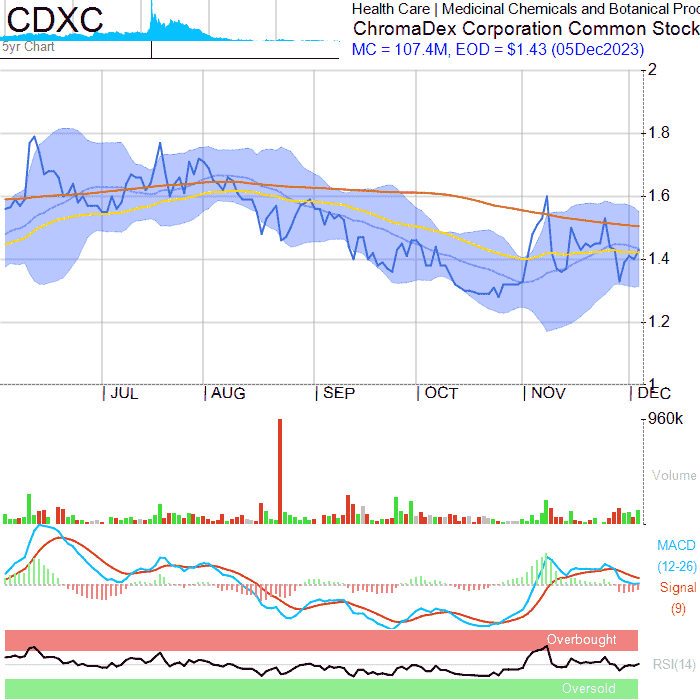 CDXC
5yr Chart
Health Care | Medicinal Chemicals and Botanical Proc
ChromaDex Corporation Common Stock
MC = 107.4M, EOD = $1.43 (05Dec2023)
2
1.8
1.6
1.4
1.2
1
JUL AUG SEP OCT NOV DEC
960k
Volume
MACD
(12-26)
Signal
(9)
Overbought
RSI(14)
Oversold